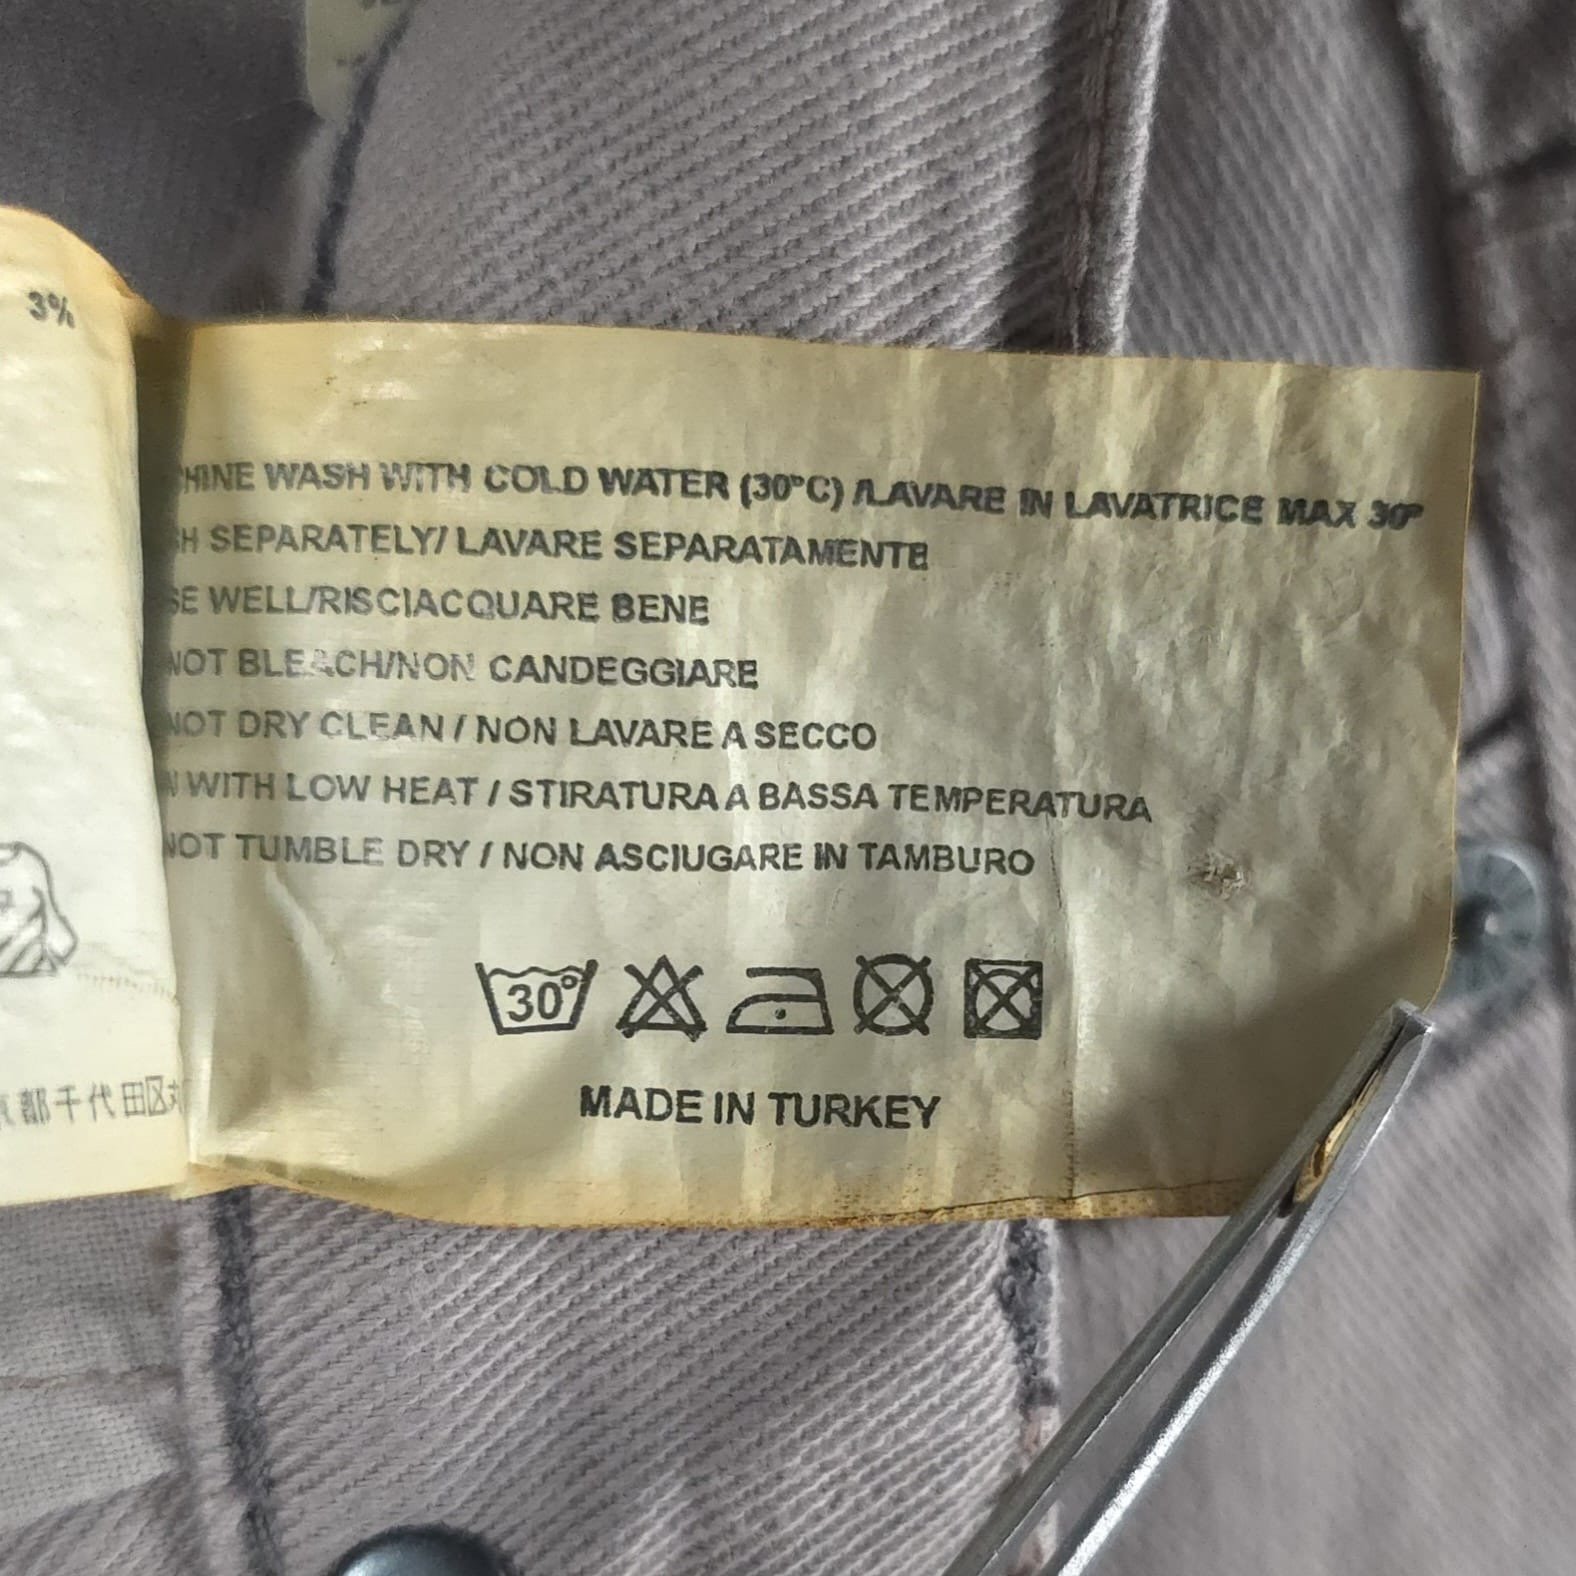 3%
京都千代田区
HINE WASH WITH COLD WATER (30°C) /LAVARE IN LAVATRICE MAX 30°
H SEPARATELY/ LAVARE SEPARATAMENTE
SE WELL/RISCIACQUARE BENE
NOT BLEACH/NON CANDEGGIARE
NOT DRY CLEAN / NON LAVARE A SECCO
N WITH LOW HEAT / STIRATURA A BASSA TEMPERATURA
NOT TUMBLE DRY / NON ASCIUGARE IN TAMBURO
30°
MADE IN TURKEY